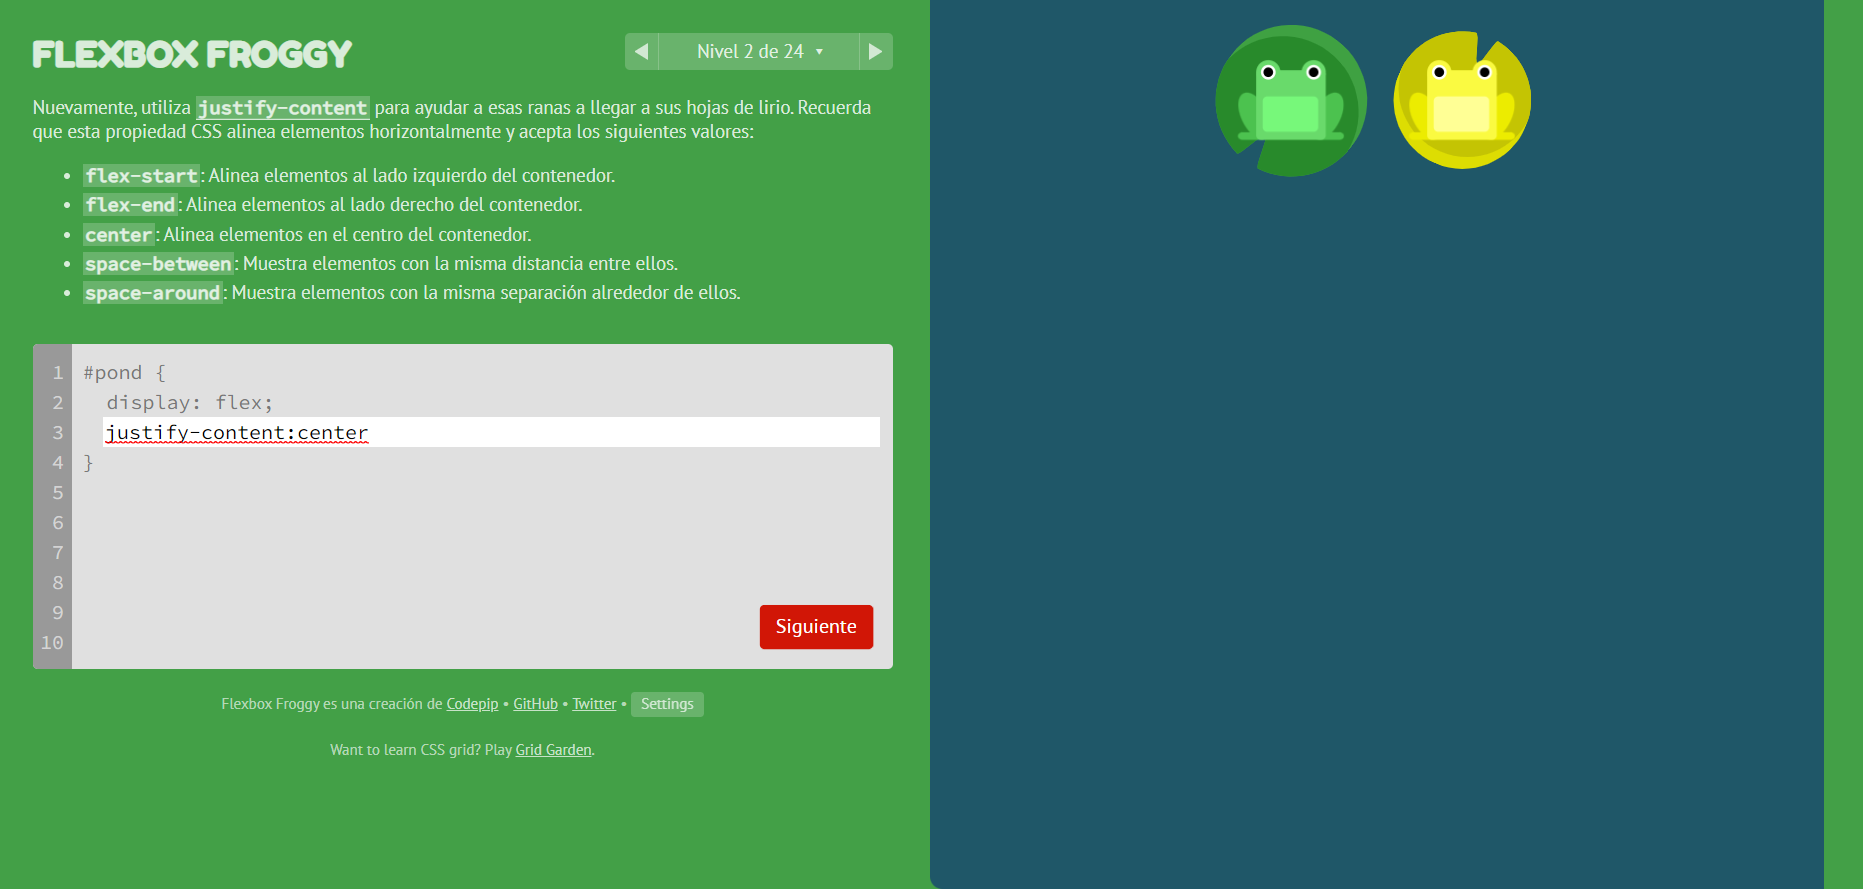 FLEXBOX FROGGY
Nivel 2 de 24
Nuevamente, utiliza justify-content para ayudar a esas ranas a llegar a sus hojas de lirio. Recuerda
que esta propiedad CSS alinea elementos horizontalmente y acepta los siguientes valores:
• flex-start: Alinea elementos al lado izquierdo del contenedor.
• flex-end: Alinea elementos al lado derecho del contenedor.
• center: Alinea elementos en el centro del contenedor.
• space-between: Muestra elementos con la misma distancia entre ellos.
• space-around: Muestra elementos con la misma separación alrededor de ellos.
1 #pond {
2 display: flex;
3 justify-content:center
4 }
5
6
7
8
9
10
Siguiente
Flexbox Froggy es una creación de Codepip • GitHub • Twitter • Settings
Want to learn CSS grid? Play Grid Garden.